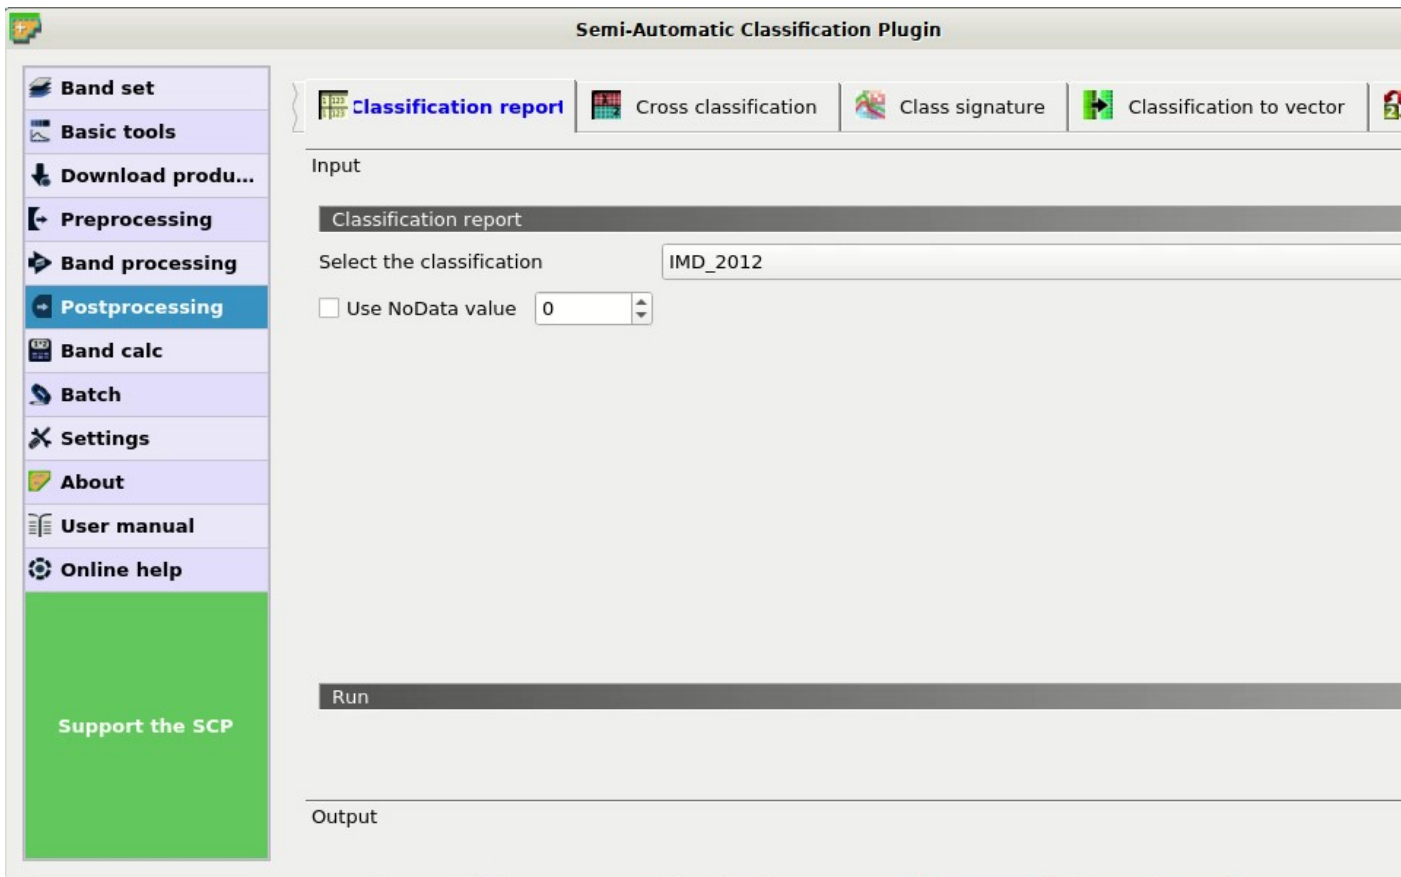 Semi-Automatic Classification Plugin
Band set
Basic tools
Download produ...
Preprocessing
Band processing
Postprocessing
Band calc
Batch
Settings
About
User manual
Online help
Support the SCP
Classification report
Cross classification
Class signature
Classification to vector
Input
Classification report
Select the classification
IMD_2012
Use NoData value
0
Run
Output